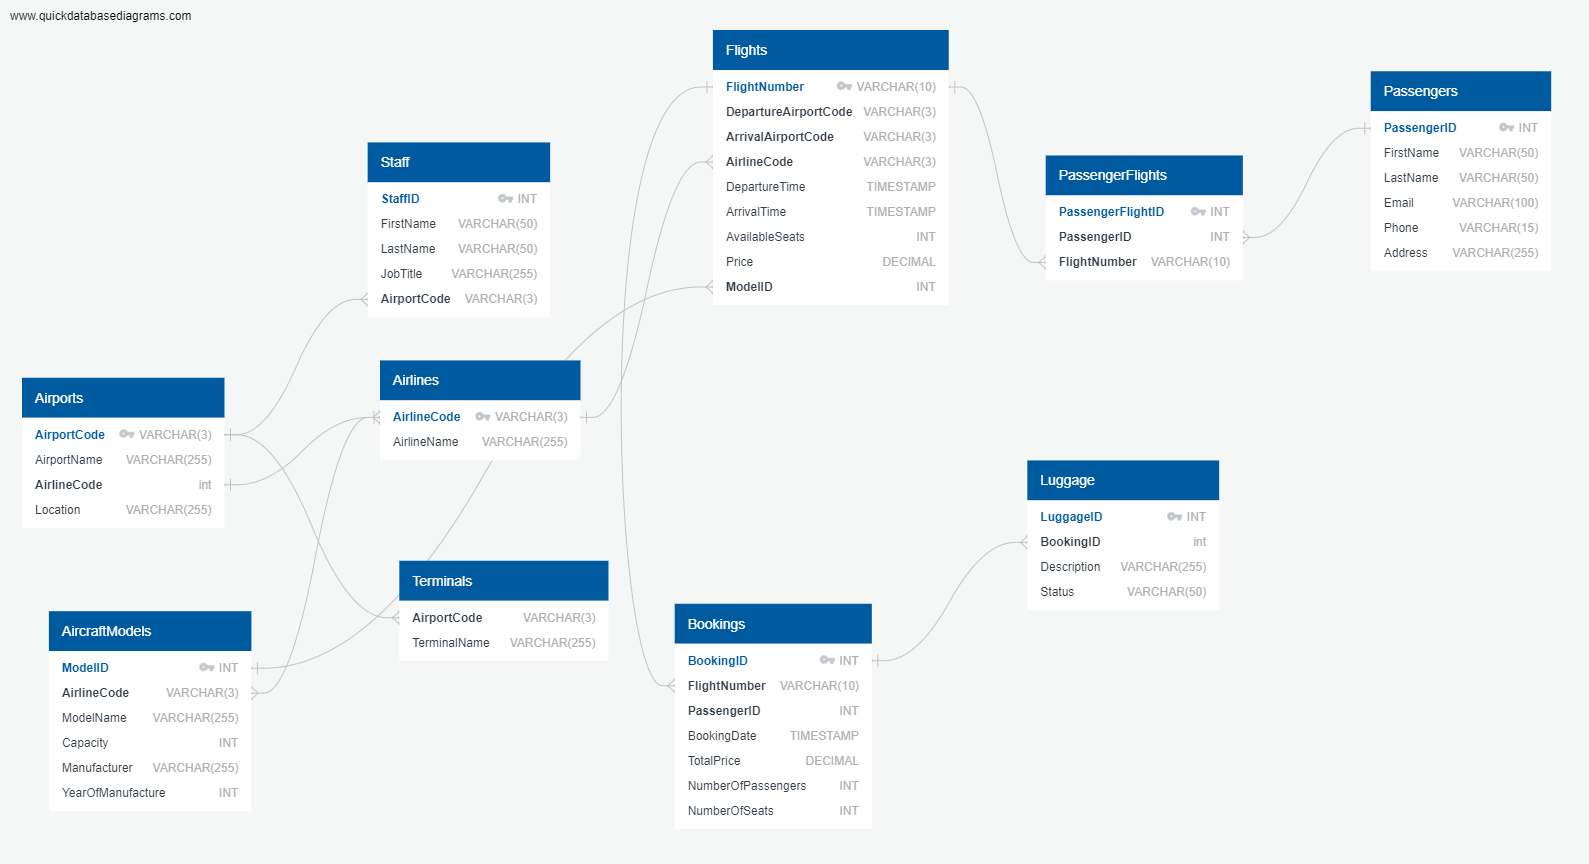 www.quickdatabasediagrams.com
Flights
FlightNumber VARCHAR(10)
DepartureAirportCode VARCHAR(3)
ArrivalAirportCode VARCHAR(3)
AirlineCode VARCHAR(3)
DepartureTime TIMESTAMP
ArrivalTime TIMESTAMP
AvailableSeats INT
Price DECIMAL
ModelID INT
Passengers
PassengerID INT
FirstName VARCHAR(50)
LastName VARCHAR(50)
Email VARCHAR(100)
Phone VARCHAR(15)
Address VARCHAR(255)
Staff
StaffID INT
FirstName VARCHAR(50)
LastName VARCHAR(50)
JobTitle VARCHAR(255)
AirportCode VARCHAR(3)
PassengerFlights
PassengerFlightID INT
PassengerID INT
FlightNumber VARCHAR(10)
Airlines
AirlineCode VARCHAR(3)
AirlineName VARCHAR(255)
Airports
AirportCode VARCHAR(3)
AirportName VARCHAR(255)
AirlineCode int
Location VARCHAR(255)
Luggage
LuggageID INT
BookingID int
Description VARCHAR(255)
Status VARCHAR(50)
Terminals
AirportCode VARCHAR(3)
TerminalName VARCHAR(255)
Bookings
BookingID INT
FlightNumber VARCHAR(10)
PassengerID INT
BookingDate TIMESTAMP
TotalPrice DECIMAL
NumberOfPassengers INT
NumberOfSeats INT
AircraftModels
ModelID INT
AirlineCode VARCHAR(3)
ModelName VARCHAR(255)
Capacity INT
Manufacturer VARCHAR(255)
YearOfManufacture INT